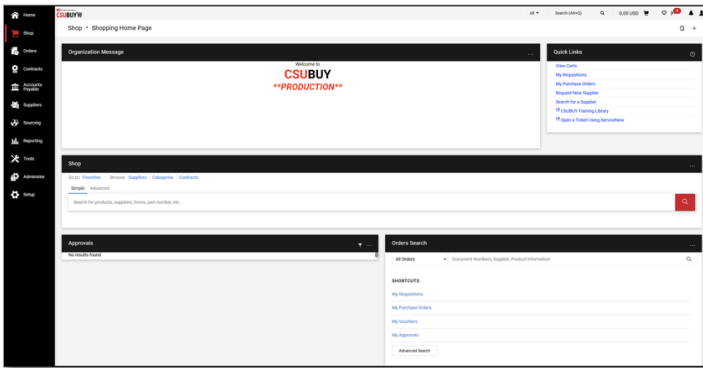 Home
Shop
Orders
Contracts
Accounts Payable
Suppliers
Sourcing
Reporting
Tools
Administer
Setup
CSUBUY
All
Search (Alt+Q)
0.00 USD
Shop • Shopping Home Page
Organization Message
Welcome to
CSUBUY
**PRODUCTION**
Quick Links
View Carts
My Requisitions
My Purchase Orders
Request New Supplier
Search for a Supplier
CSUBUY Training Library
Open a Ticket Using ServiceNow
Shop
Go to: Favorites Browse: Suppliers Categories Contracts
Simple Advanced
Search for products, suppliers, forms, part number, etc.
Approvals
No results found
Orders Search
All Orders Document Numbers, Supplier, Product Information
SHORTCUTS
My Requisitions
My Purchase Orders
My Vouchers
My Approvals
Advanced Search